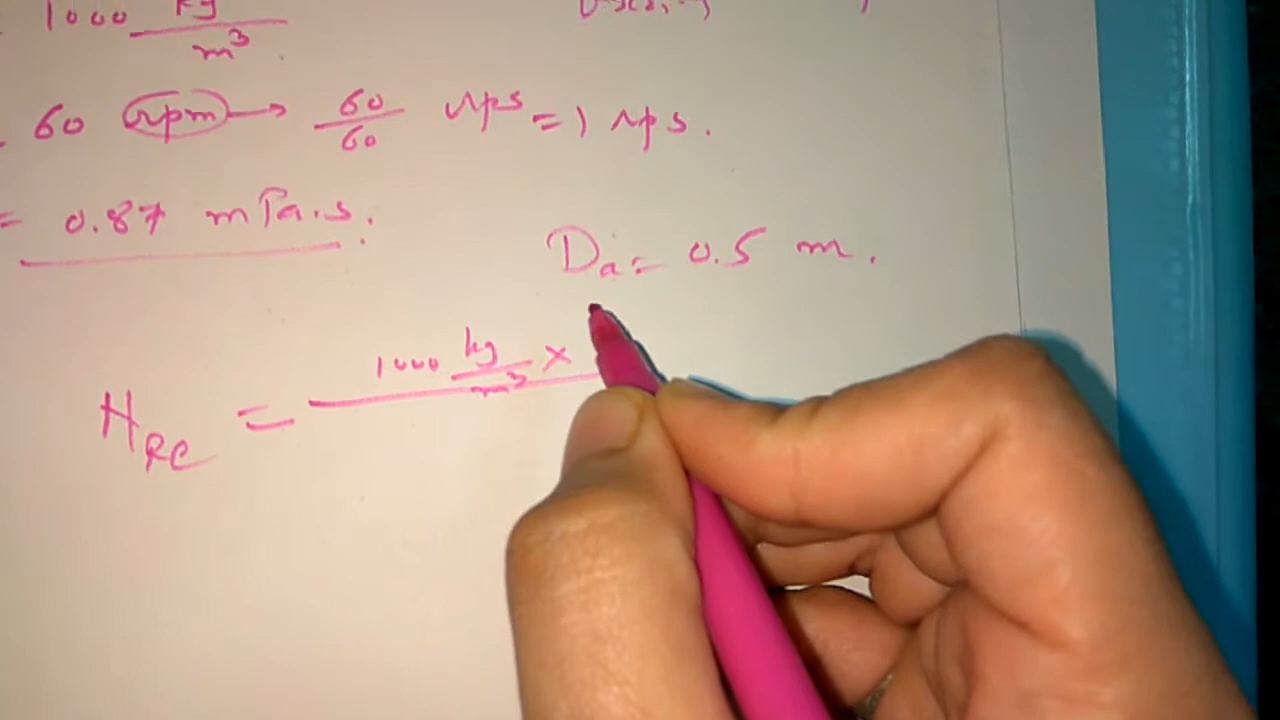 1000 kg/m³
60 rpm → 60/60 rps = 1 rps.
= 0.87 mPa.s.
Da = 0.5 m.
NRe = 1000 kg/m³ ×